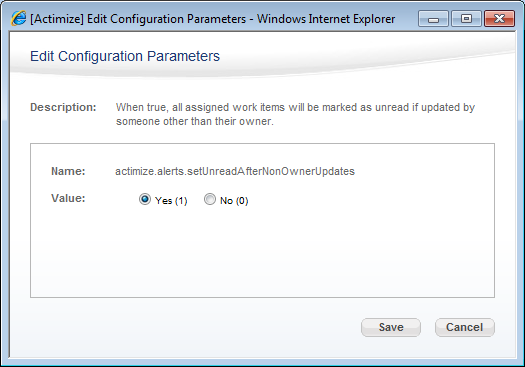 [Actimize] Edit Configuration Parameters - Windows Internet Explorer
Edit Configuration Parameters
Description: When true, all assigned work items will be marked as unread if updated by
someone other than their owner.
Name: actimize.alerts.setUnreadAfterNonOwnerUpdates
Value: Yes (1) No (0)
Save Cancel